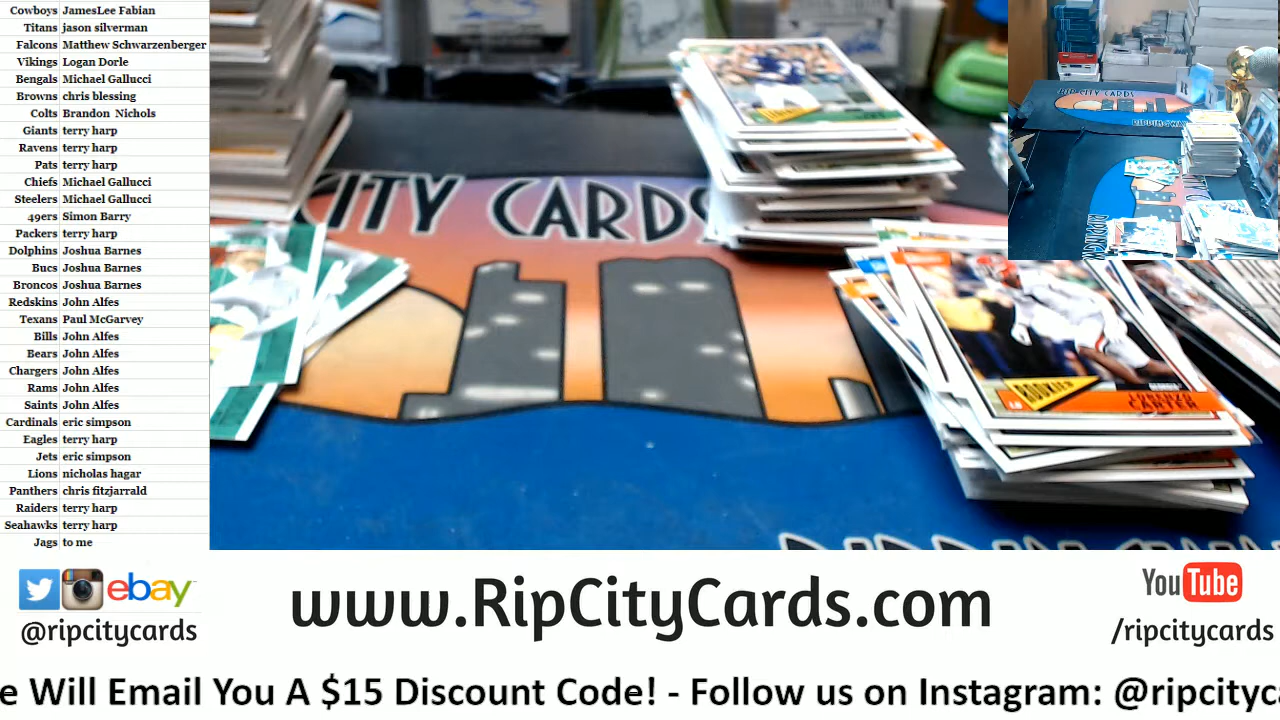 Cowboys JamesLee Fabian
Titans jason silverman
Falcons Matthew Schwarzenberger
Vikings Logan Dorle
Bengals Michael Gallucci
Browns chris blessing
Colts Brandon Nichols
Giants terry harp
Ravens terry harp
Pats terry harp
Chiefs Michael Gallucci
Steelers Michael Gallucci
49ers Simon Barry
Packers terry harp
Dolphins Joshua Barnes
Bucs Joshua Barnes
Broncos Joshua Barnes
Redskins John Alfes
Texans Paul McGarvey
Bills John Alfes
Bears John Alfes
Chargers John Alfes
Rams John Alfes
Saints John Alfes
Cardinals eric simpson
Eagles terry harp
Jets eric simpson
Lions nicholas hagar
Panthers chris fitzjarrald
Raiders terry harp
Seahawks terry harp
Jags to me
CITY CARDS
RIP CITY CARDS
ROOKIES
LB
LORENZO
CARTER
ebay
@ripcitycards
www.RipCityCards.com
YouTube
/ripcitycards
e Will Email You A $15 Discount Code! - Follow us on Instagram: @ripcityca